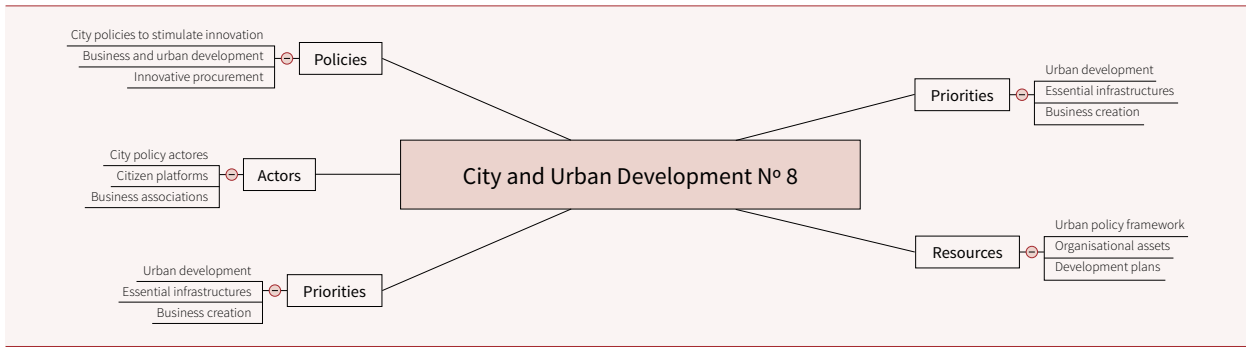 City policies to stimulate innovation
Business and urban development
Innovative procurement
Policies
City policy actores
Citizen platforms
Business associations
Actors
Urban development
Essential infrastructures
Business creation
Priorities
City and Urban Development Nº 8
Priorities
Urban development
Essential infrastructures
Business creation
Resources
Urban policy framework
Organisational assets
Development plans